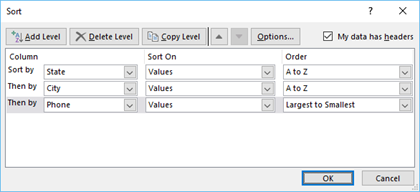 Sort ? ×
Add Level Delete Level Copy Level Options... My data has headers
Column Sort On Order
Sort by State Values A to Z
Then by City Values A to Z
Then by Phone Values Largest to Smallest
OK Cancel